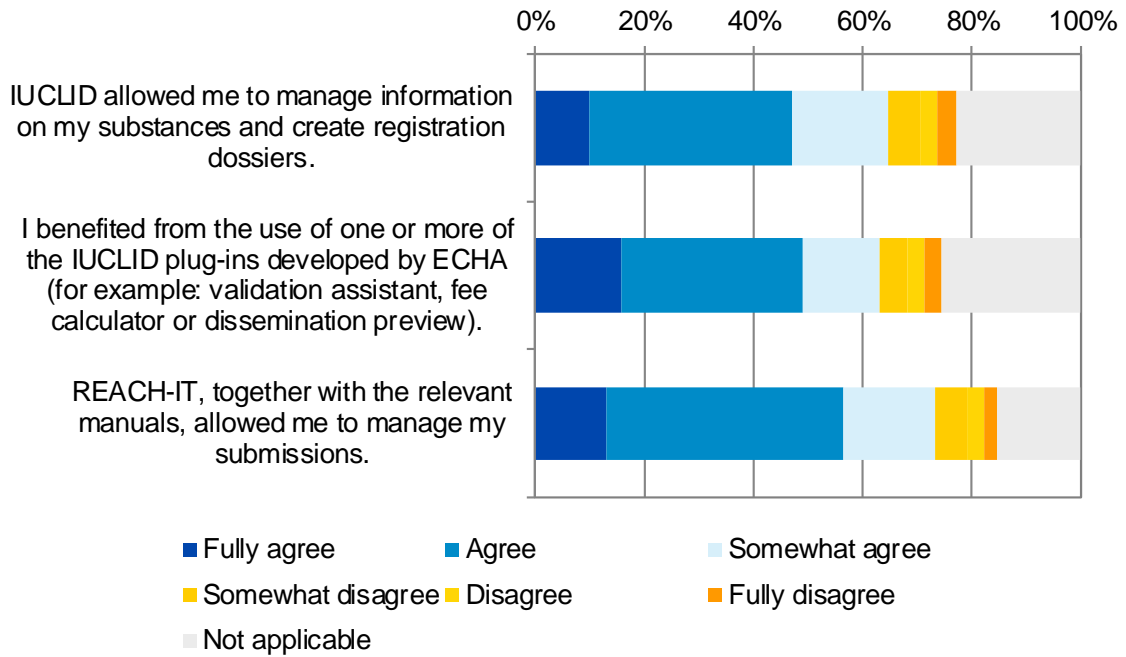 0% 20% 40% 60% 80% 100%
IUCLID allowed me to manage information
on my substances and create registration
dossiers.
I benefited from the use of one or more of
the IUCLID plug-ins developed by ECHA
(for example: validation assistant, fee
calculator or dissemination preview).
REACH-IT, together with the relevant
manuals, allowed me to manage my
submissions.
Fully agree Agree Somewhat agree
Somewhat disagree Disagree Fully disagree
Not applicable